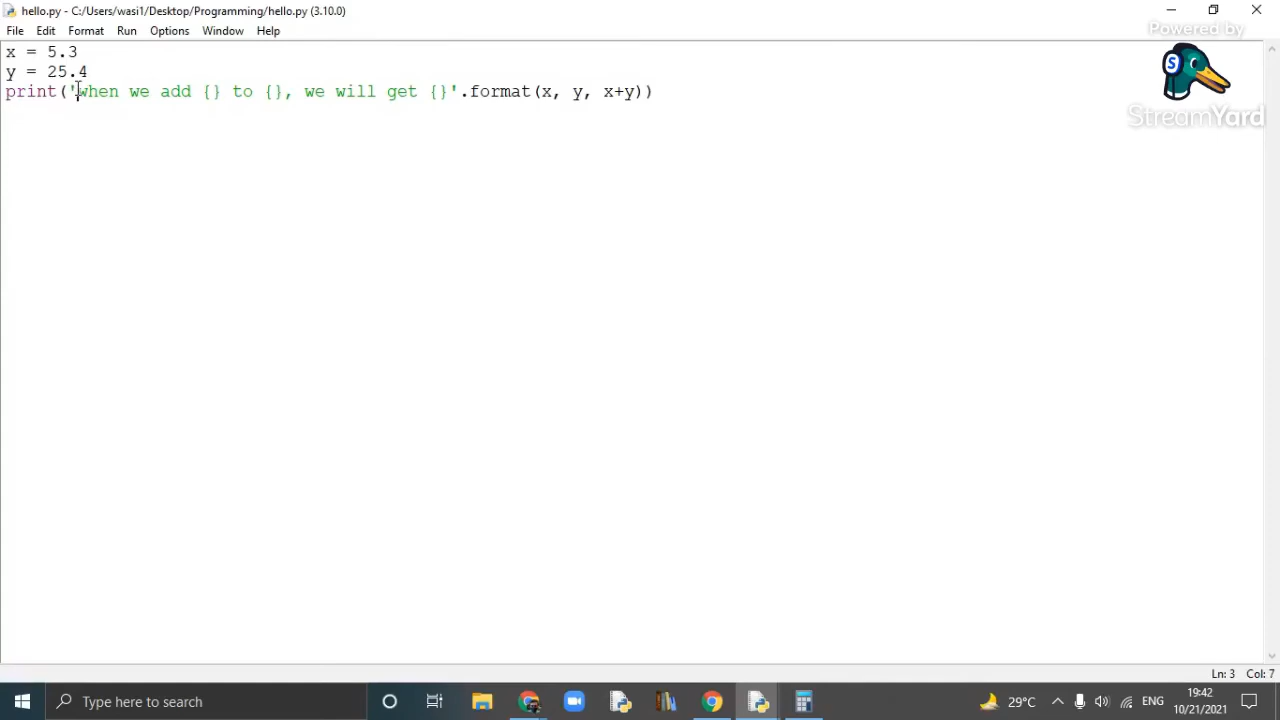 hello.py - C:/Users/wasi1/Desktop/Programming/hello.py (3.10.0)
File Edit Format Run Options Window Help
Powered by
S
StreamYard
x = 5.3
y = 25.4
print('when we add {} to {}, we will get {}'.format(x, y, x+y))
Ln: 3 Col: 7
Type here to search
29°C
ENG
19:42
10/21/2021